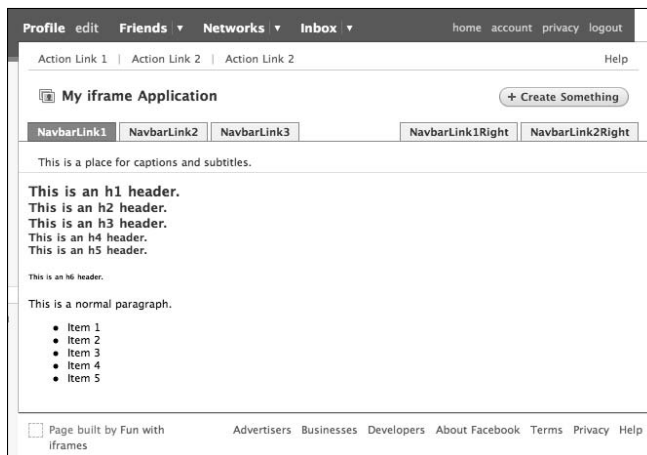 Profile edit Friends ▼ Networks ▼ Inbox ▼ home account privacy logout
Action Link 1 | Action Link 2 | Action Link 2 Help
My iframe Application + Create Something
NavbarLink1 NavbarLink2 NavbarLink3 NavbarLink1Right NavbarLink2Right
This is a place for captions and subtitles.
This is an h1 header.
This is an h2 header.
This is an h3 header.
This is an h4 header.
This is an h5 header.
This is an h6 header.
This is a normal paragraph.
• Item 1
• Item 2
• Item 3
• Item 4
• Item 5
Page built by Fun with Advertisers Businesses Developers About Facebook Terms Privacy Help
iframes